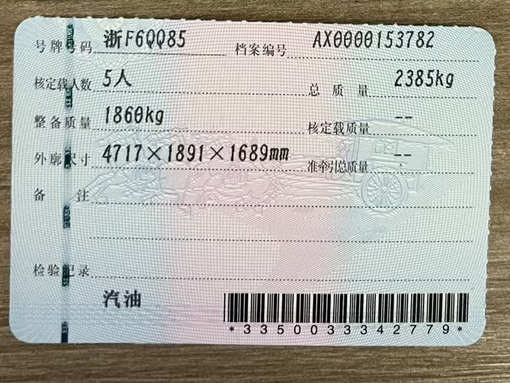 号牌号码 浙F6QQ85 档案编号 AX0000153782
核定载人数 5人 总质量 2385kg
整备质量 1860kg 核定载质量 --
外廓尺寸 4717×1891×1689mm 准牵引总质量 --
备注
检验记录
汽油
*3350033342779*